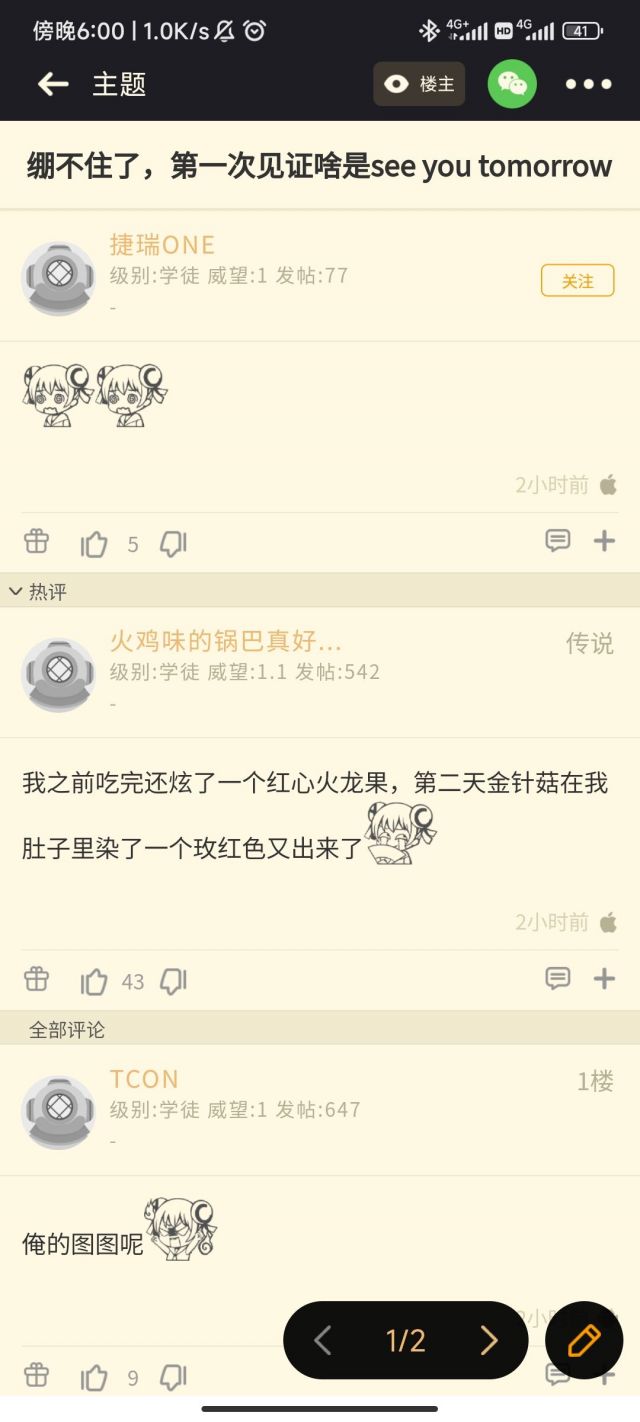 傍晚6:00 | 1.0K/s 4G+ HD 4G 41
主题 楼主
绷不住了，第一次见证啥是see you tomorrow
捷瑞ONE
级别:学徒 威望:1 发帖:77
关注
-
2小时前
5
热评
火鸡味的锅巴真好... 传说
级别:学徒 威望:1.1 发帖:542
-
我之前吃完还炫了一个红心火龙果，第二天金针菇在我
肚子里染了一个玫红色又出来了
2小时前
43
全部评论
TCON 1楼
级别:学徒 威望:1 发帖:647
-
俺的图图呢
1/2
9